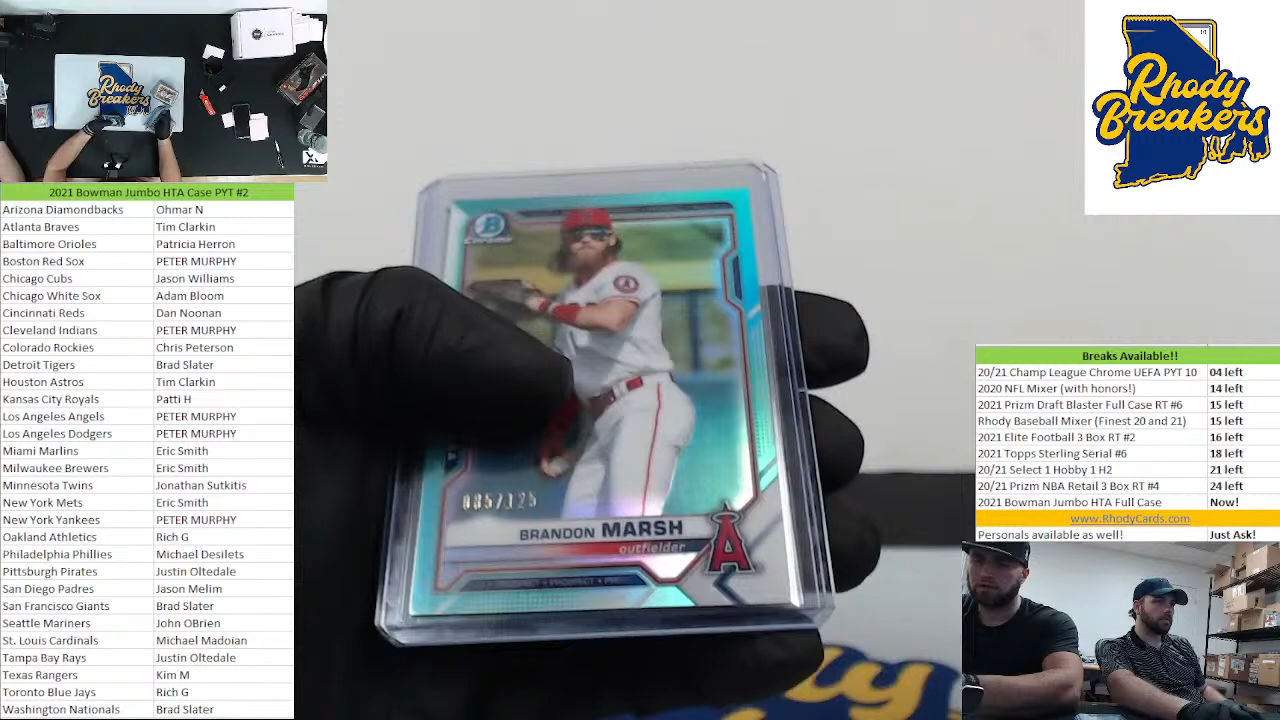 2021 Bowman Jumbo HTA Case PYT #2
Arizona Diamondbacks Ohmar N
Atlanta Braves Tim Clarkin
Baltimore Orioles Patricia Herron
Boston Red Sox PETER MURPHY
Chicago Cubs Jason Williams
Chicago White Sox Adam Bloom
Cincinnati Reds Dan Noonan
Cleveland Indians PETER MURPHY
Colorado Rockies Chris Peterson
Detroit Tigers Brad Slater
Houston Astros Tim Clarkin
Kansas City Royals Patti H
Los Angeles Angels PETER MURPHY
Los Angeles Dodgers PETER MURPHY
Miami Marlins Eric Smith
Milwaukee Brewers Eric Smith
Minnesota Twins Jonathan Sutkitis
New York Mets Eric Smith
New York Yankees PETER MURPHY
Oakland Athletics Rich G
Philadelphia Phillies Michael Desilets
Pittsburgh Pirates Justin Oltedale
San Diego Padres Jason Melim
San Francisco Giants Brad Slater
Seattle Mariners John OBrien
St. Louis Cardinals Michael Madoian
Tampa Bay Rays Justin Oltedale
Texas Rangers Kim M
Toronto Blue Jays Rich G
Washington Nationals Brad Slater
Rhody
Breakers
B
Chrome
085/125
BRANDON MARSH
outfielder
A
Rhody
Breakers
Breaks Available!!
20/21 Champ League Chrome UEFA PYT 10 04 left
2020 NFL Mixer (with honors!) 14 left
2021 Prizm Draft Blaster Full Case RT #6 15 left
Rhody Baseball Mixer (Finest 20 and 21) 15 left
2021 Elite Football 3 Box RT #2 16 left
2021 Topps Sterling Serial #6 18 left
20/21 Select 1 Hobby 1 H2 21 left
20/21 Prizm NBA Retail 3 Box RT #4 24 left
2021 Bowman Jumbo HTA Full Case Now!
www.RhodyCards.com
Personals available as well! Just Ask!